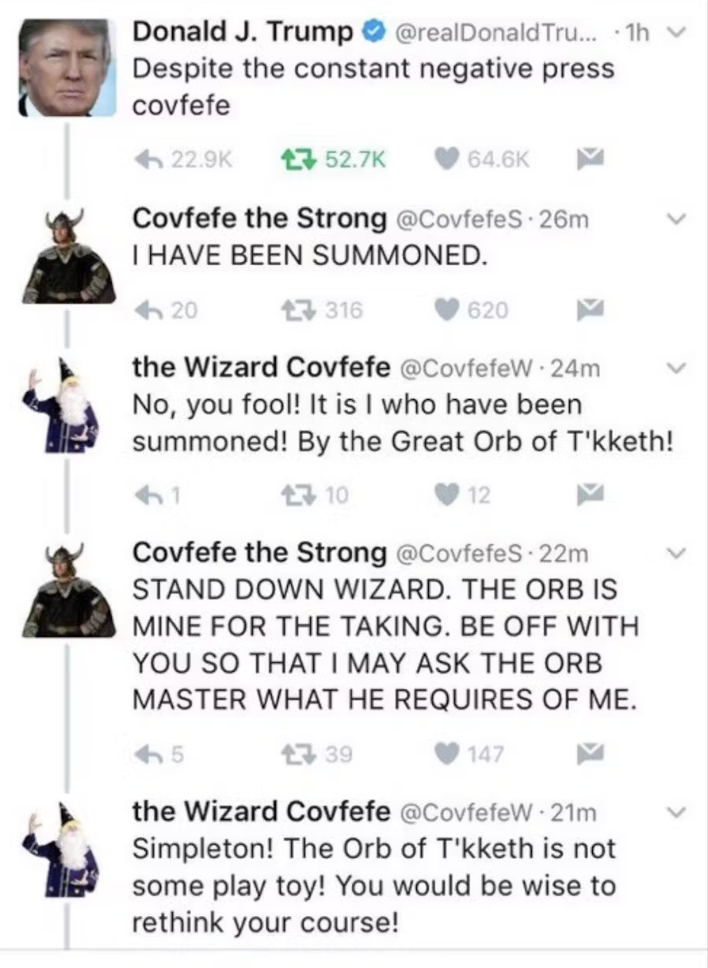 Donald J. Trump @realDonaldTru... · 1h
Despite the constant negative press
covfefe
22.9K 52.7K 64.6K
Covfefe the Strong @CovfefeS · 26m
I HAVE BEEN SUMMONED.
20 316 620
the Wizard Covfefe @CovfefeW · 24m
No, you fool! It is I who have been
summoned! By the Great Orb of T'kketh!
1 10 12
Covfefe the Strong @CovfefeS · 22m
STAND DOWN WIZARD. THE ORB IS
MINE FOR THE TAKING. BE OFF WITH
YOU SO THAT I MAY ASK THE ORB
MASTER WHAT HE REQUIRES OF ME.
5 39 147
the Wizard Covfefe @CovfefeW · 21m
Simpleton! The Orb of T'kketh is not
some play toy! You would be wise to
rethink your course!